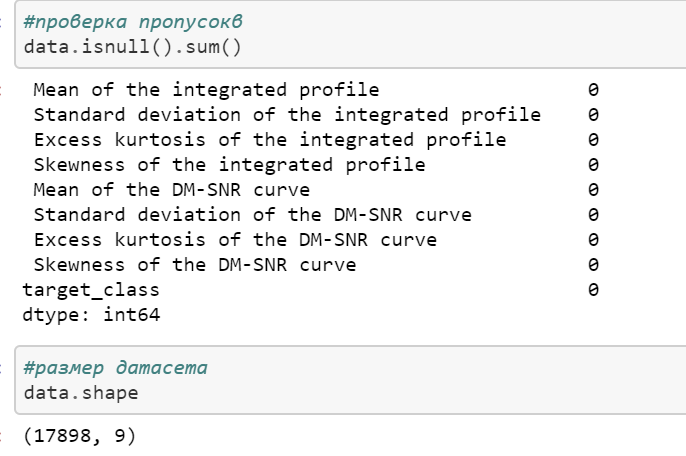 #проверка пропусокв
data.isnull().sum()
Mean of the integrated profile 0
Standard deviation of the integrated profile 0
Excess kurtosis of the integrated profile 0
Skewness of the integrated profile 0
Mean of the DM-SNR curve 0
Standard deviation of the DM-SNR curve 0
Excess kurtosis of the DM-SNR curve 0
Skewness of the DM-SNR curve 0
target_class 0
dtype: int64
#размер датасета
data.shape
(17898, 9)